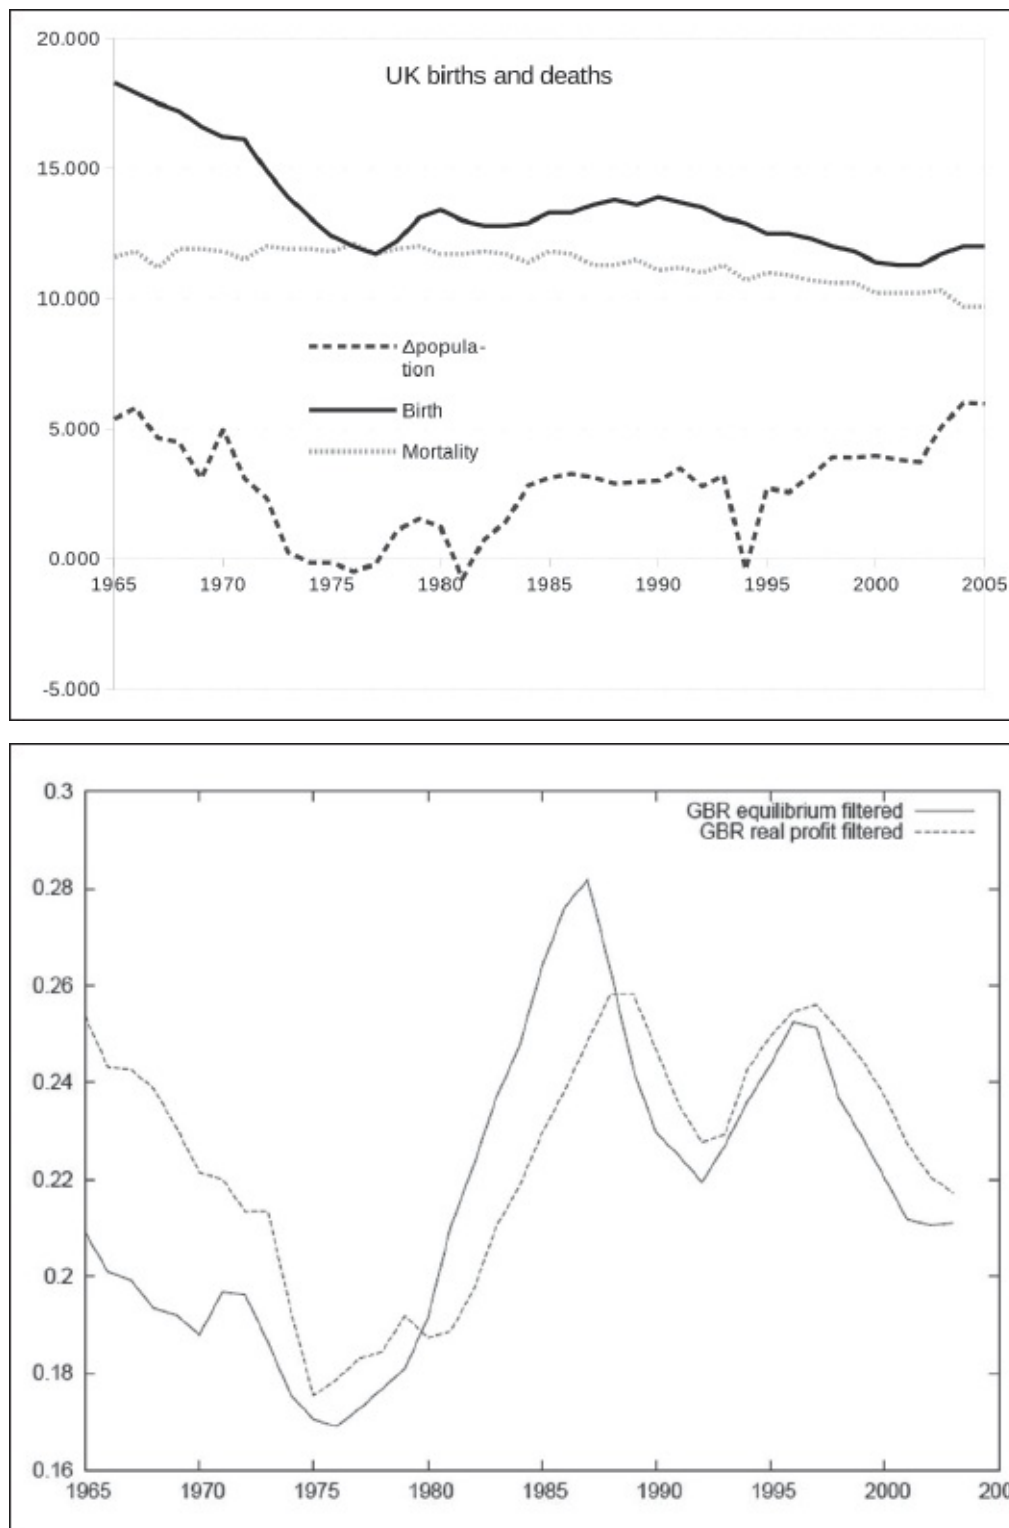 20.000
UK births and deaths
15.000
10.000
Δpopula-
tion
Birth
5.000
Mortality
0.000
1965 1970 1975 1980 1985 1990 1995 2000 2005
-5.000
0.3
GBR equilibrium filtered
GBR real profit filtered
0.28
0.26
0.24
0.22
0.2
0.18
0.16
1965 1970 1975 1980 1985 1990 1995 2000 200